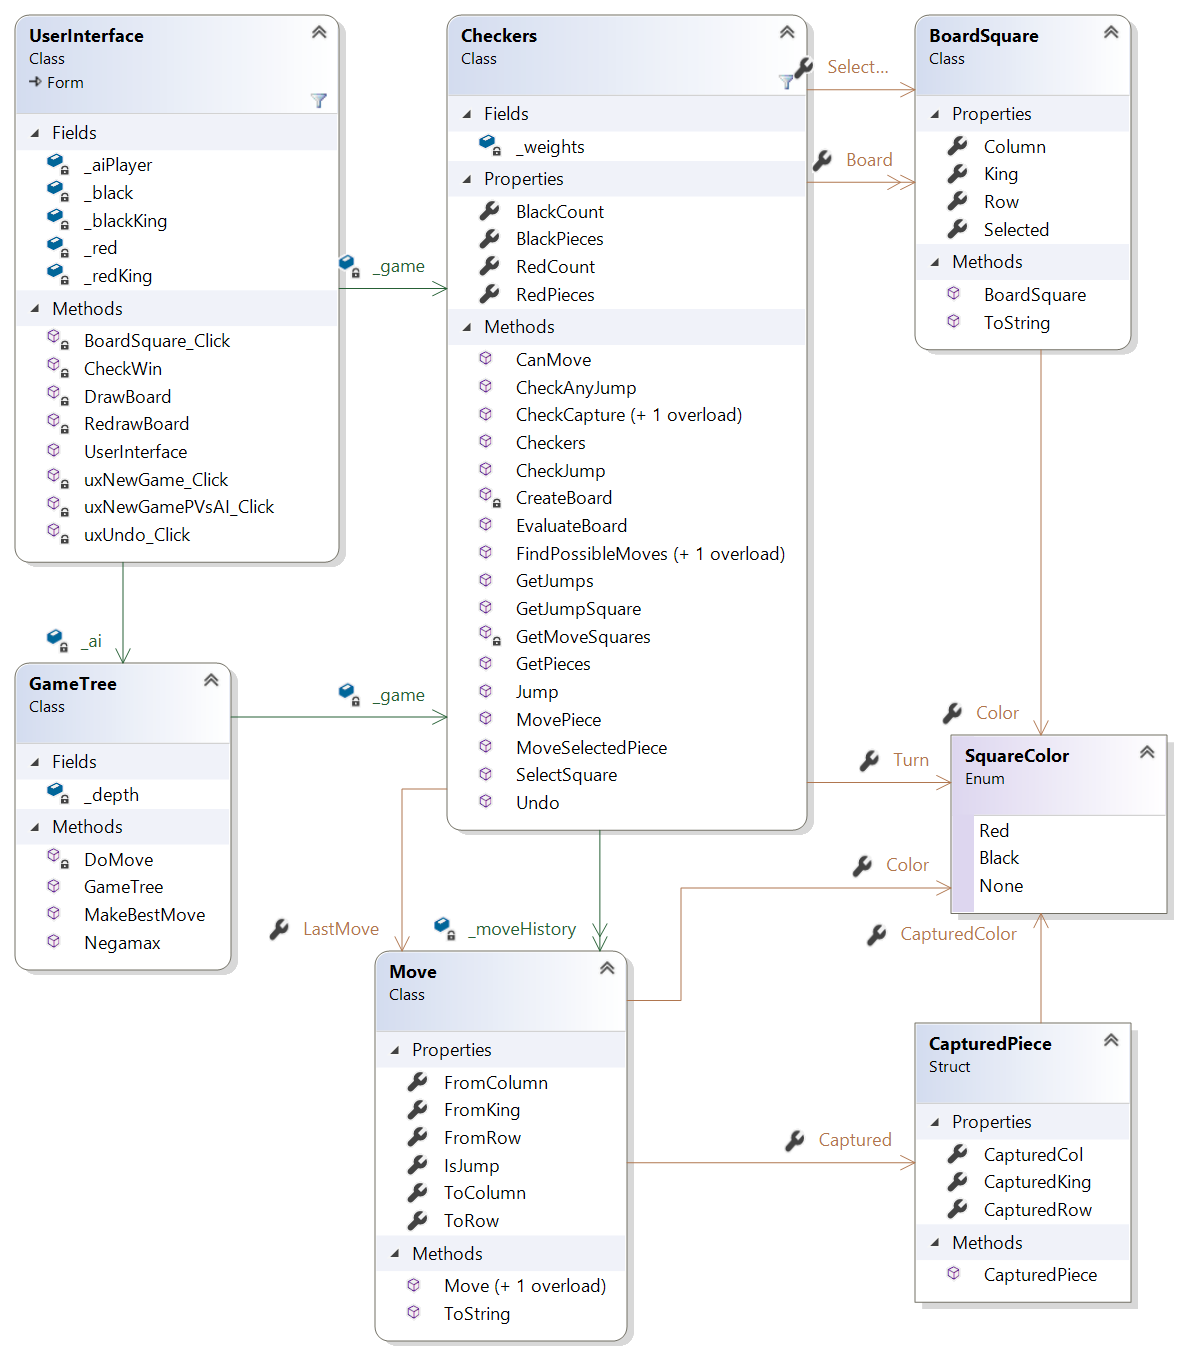 UserInterface
Class
Form
Fields
_aiPlayer
_black
_blackKing
_red
_redKing
Methods
BoardSquare_Click
CheckWin
DrawBoard
RedrawBoard
UserInterface
uxNewGame_Click
uxNewGamePVsAI_Click
uxUndo_Click
_game
_ai
Checkers
Class
Fields
_weights
Properties
BlackCount
BlackPieces
RedCount
RedPieces
Methods
CanMove
CheckAnyJump
CheckCapture (+ 1 overload)
Checkers
CheckJump
CreateBoard
EvaluateBoard
FindPossibleMoves (+ 1 overload)
GetJumps
GetJumpSquare
GetMoveSquares
GetPieces
Jump
MovePiece
MoveSelectedPiece
SelectSquare
Undo
Select...
Board
BoardSquare
Class
Properties
Column
King
Row
Selected
Methods
BoardSquare
ToString
GameTree
Class
Fields
_depth
Methods
DoMove
GameTree
MakeBestMove
Negamax
_game
Color
Turn
SquareColor
Enum
Red
Black
None
Color
CapturedColor
LastMove
_moveHistory
Move
Class
Properties
FromColumn
FromKing
FromRow
IsJump
ToColumn
ToRow
Methods
Move (+ 1 overload)
ToString
Captured
CapturedPiece
Struct
Properties
CapturedCol
CapturedKing
CapturedRow
Methods
CapturedPiece